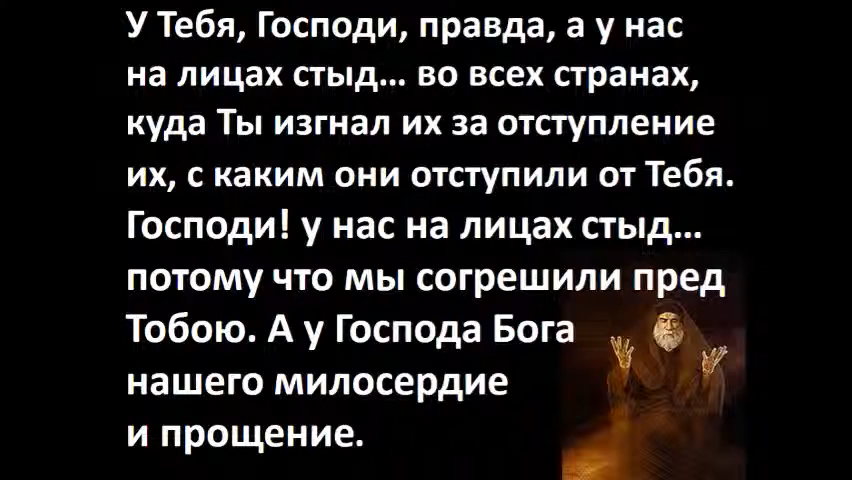 У Тебя, Господи, правда, а у нас
на лицах стыд... во всех странах,
куда Ты изгнал их за отступление
их, с каким они отступили от Тебя.
Господи! у нас на лицах стыд...
потому что мы согрешили пред
Тобою. А у Господа Бога
нашего милосердие
и прощение.